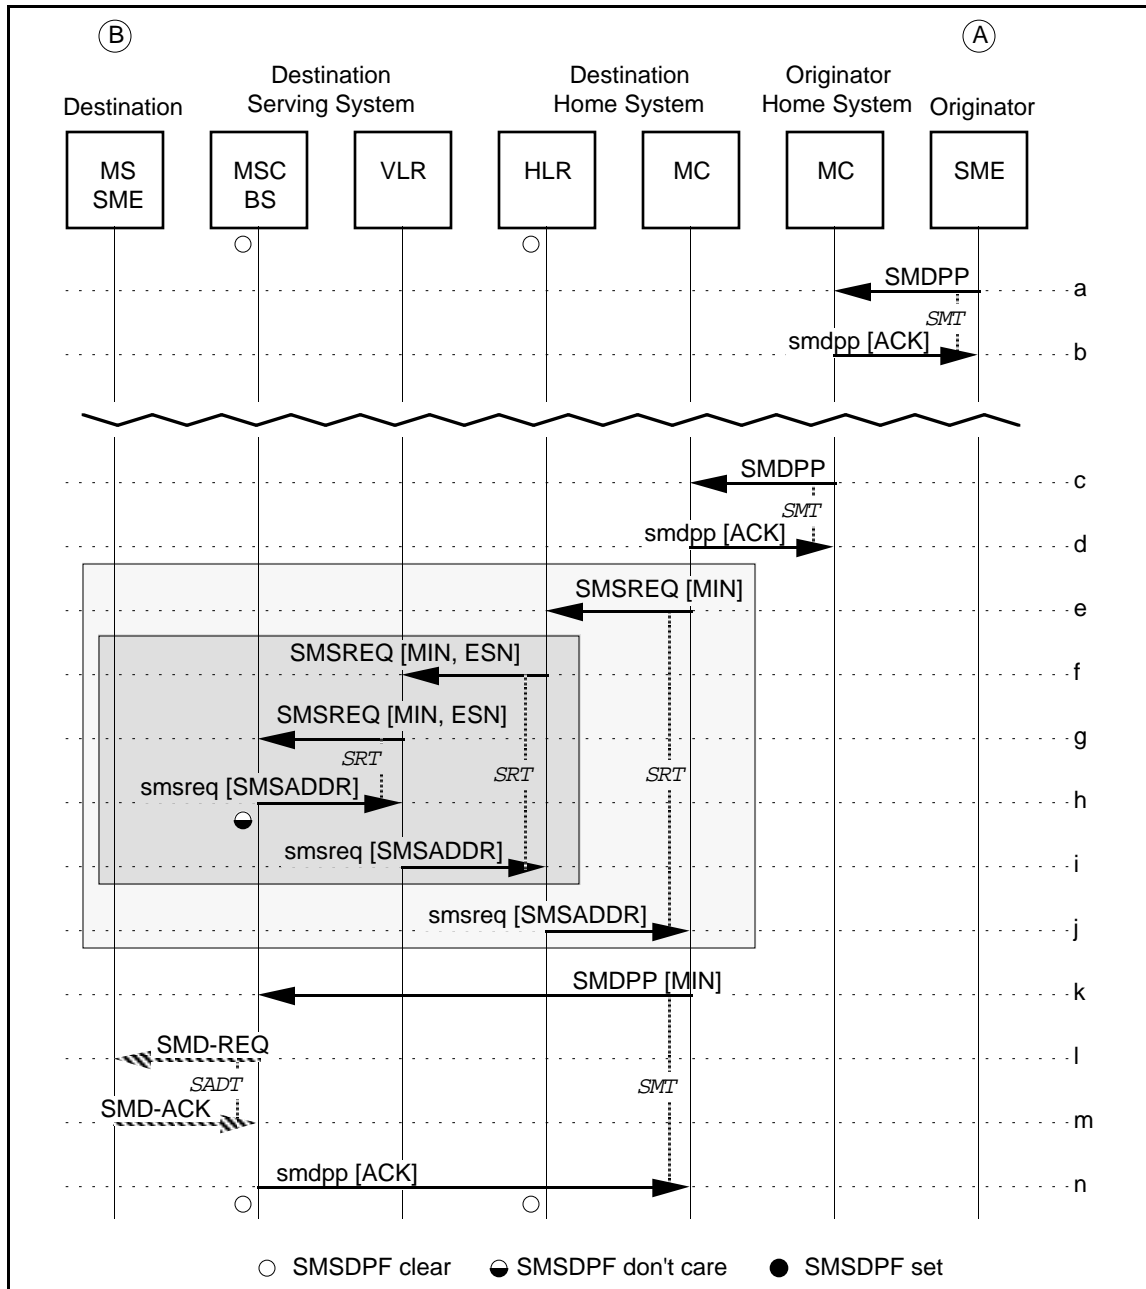 B
A
Destination
Serving System
Destination
Home System
Originator
Home System
Destination
Originator
MS
SME
MSC
BS
VLR
HLR
MC
MC
SME
SMDPP
a
SMT
smdpp [ACK]
b
SMDPP
c
SMT
smdpp [ACK]
d
SMSREQ [MIN]
e
SMSREQ [MIN, ESN]
f
SMSREQ [MIN, ESN]
g
SRT
SRT
SRT
smsreq [SMSADDR]
h
smsreq [SMSADDR]
i
smsreq [SMSADDR]
j
SMDPP [MIN]
k
SMD-REQ
l
SADT
SMT
SMD-ACK
m
smdpp [ACK]
n
SMSDPF clear
SMSDPF don't care
SMSDPF set